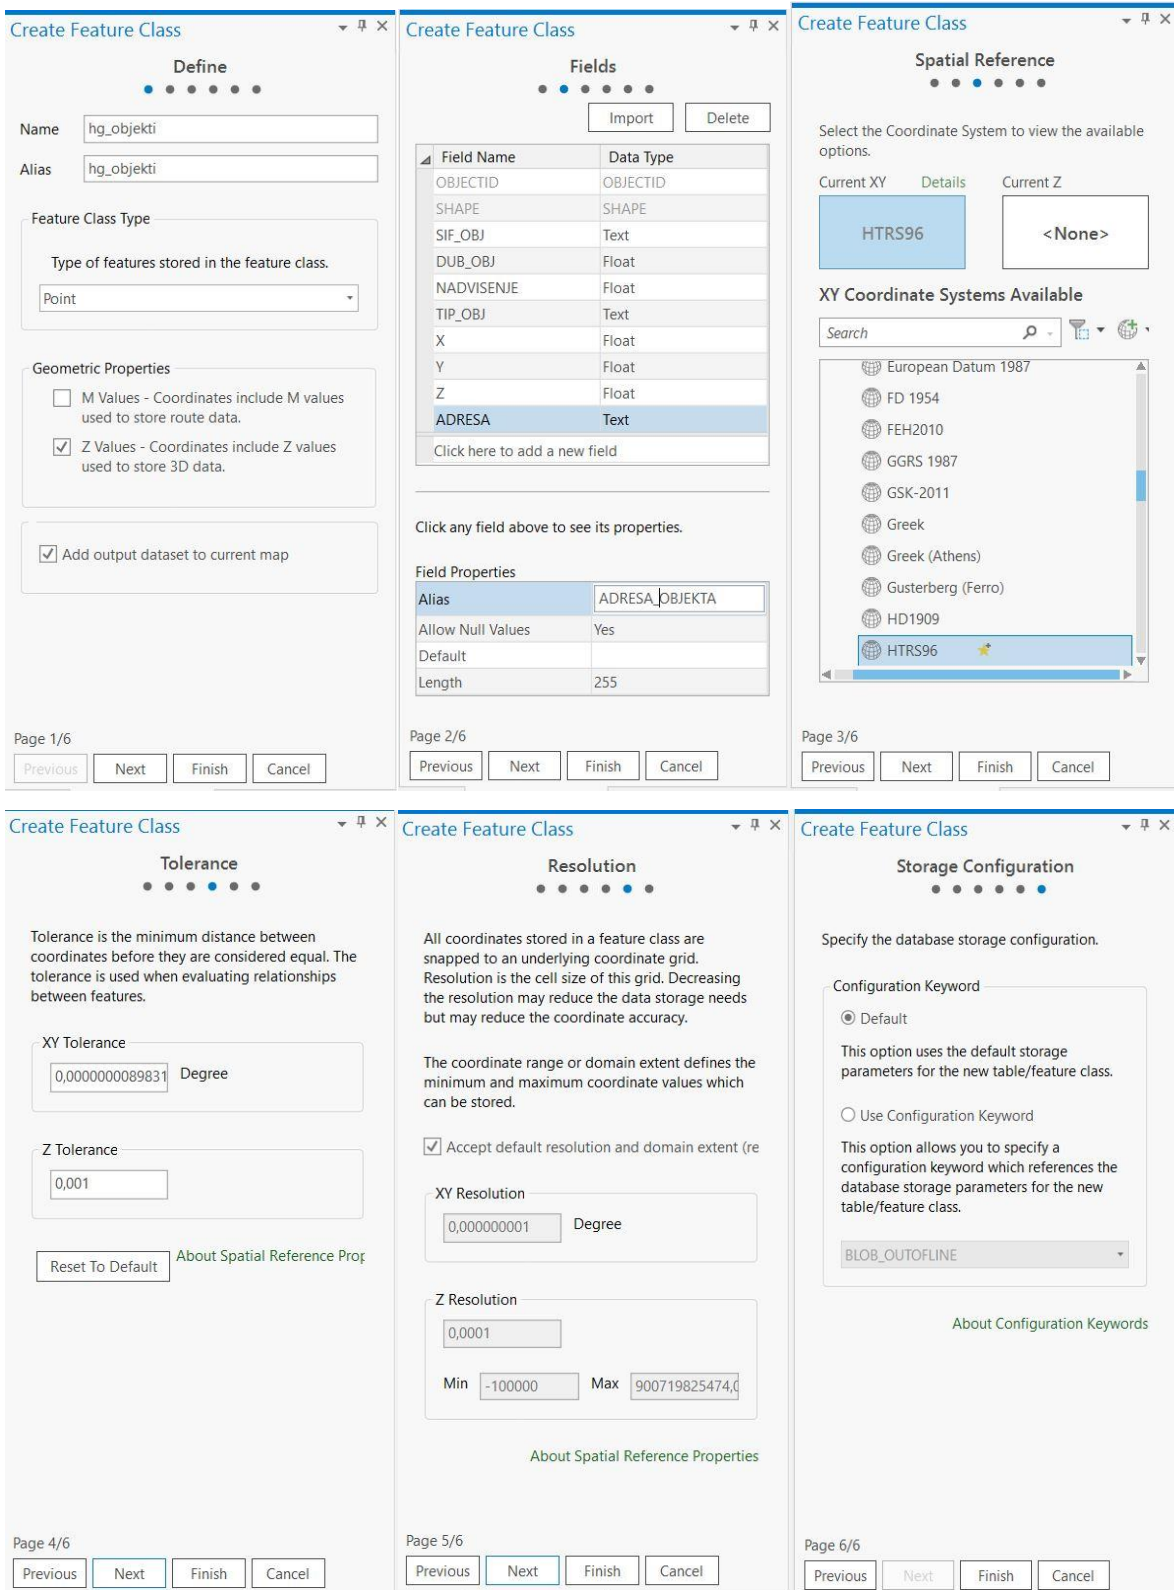 Create Feature Class
Define
Name hg_objekti
Alias hg_objekti
Feature Class Type
Type of features stored in the feature class.
Point
Geometric Properties
M Values - Coordinates include M values
used to store route data.
Z Values - Coordinates include Z values
used to store 3D data.
Add output dataset to current map
Page 1/6
Previous Next Finish Cancel
Create Feature Class
Fields
Import Delete
Field Name Data Type
OBJECTID OBJECTID
SHAPE SHAPE
SIF_OBJ Text
DUB_OBJ Float
NADVISENJE Float
TIP_OBJ Text
X Float
Y Float
Z Float
ADRESA Text
Click here to add a new field
Click any field above to see its properties.
Field Properties
Alias ADRESA_OBJEKTA
Allow Null Values Yes
Default
Length 255
Page 2/6
Previous Next Finish Cancel
Create Feature Class
Spatial Reference
Select the Coordinate System to view the available
options.
Current XY Details Current Z
HTRS96 <None>
XY Coordinate Systems Available
Search
European Datum 1987
FD 1954
FEH2010
GGRS 1987
GSK-2011
Greek
Greek (Athens)
Gusterberg (Ferro)
HD1909
HTRS96
Page 3/6
Previous Next Finish Cancel
Create Feature Class
Tolerance
Tolerance is the minimum distance between
coordinates before they are considered equal. The
tolerance is used when evaluating relationships
between features.
XY Tolerance
0,0000000089831 Degree
Z Tolerance
0,001
Reset To Default About Spatial Reference Prop
Page 4/6
Previous Next Finish Cancel
Create Feature Class
Resolution
All coordinates stored in a feature class are
snapped to an underlying coordinate grid.
Resolution is the cell size of this grid. Decreasing
the resolution may reduce the data storage needs
but may reduce the coordinate accuracy.
The coordinate range or domain extent defines the
minimum and maximum coordinate values which
can be stored.
Accept default resolution and domain extent (re
XY Resolution
0,000000001 Degree
Z Resolution
0,0001
Min -100000 Max 900719825474,0
About Spatial Reference Properties
Page 5/6
Previous Next Finish Cancel
Create Feature Class
Storage Configuration
Specify the database storage configuration.
Configuration Keyword
Default
This option uses the default storage
parameters for the new table/feature class.
Use Configuration Keyword
This option allows you to specify a
configuration keyword which references the
database storage parameters for the new
table/feature class.
BLOB_OUTOFLINE
About Configuration Keywords
Page 6/6
Previous Next Finish Cancel